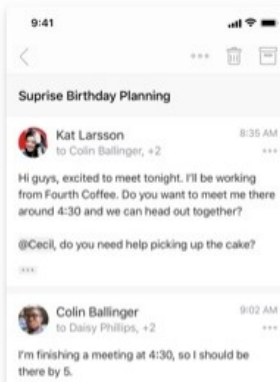 9:41
Suprise Birthday Planning
Kat Larsson
8:35 AM
to Colin Ballinger, +2
Hi guys, excited to meet tonight. I'll be working
from Fourth Coffee. Do you want to meet me there
around 4:30 and we can head out together?
@Cecil, do you need help picking up the cake?
Colin Ballinger
9:02 AM
to Daisy Phillips, +2
I'm finishing a meeting at 4:30, so I should be
there by 5.